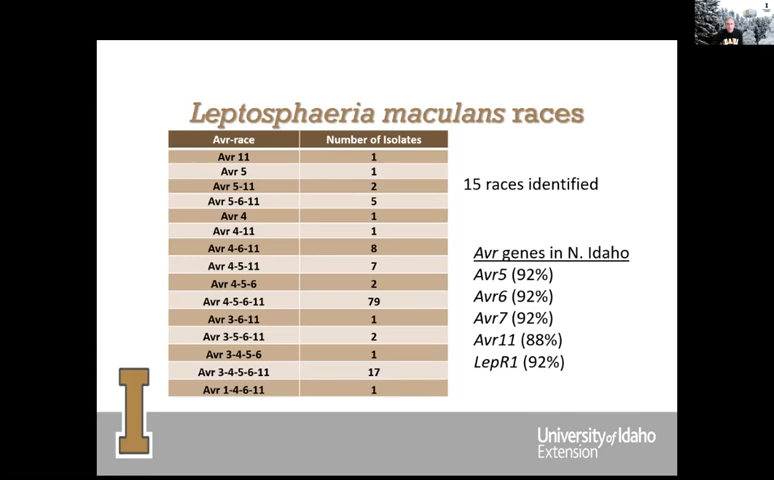 Leptosphaeria maculans races
Avr-race Number of Isolates
Avr 11 1
Avr 5 1
Avr 5-11 2
Avr 5-6-11 5
Avr 4 1
Avr 4-11 1
Avr 4-6-11 8
Avr 4-5-11 7
Avr 4-5-6 2
Avr 4-5-6-11 79
Avr 3-6-11 1
Avr 3-5-6-11 2
Avr 3-4-5-6 1
Avr 3-4-5-6-11 17
Avr 1-4-6-11 1
15 races identified
Avr genes in N. Idaho
Avr5 (92%)
Avr6 (92%)
Avr7 (92%)
Avr11 (88%)
LepR1 (92%)
I
University of Idaho
Extension